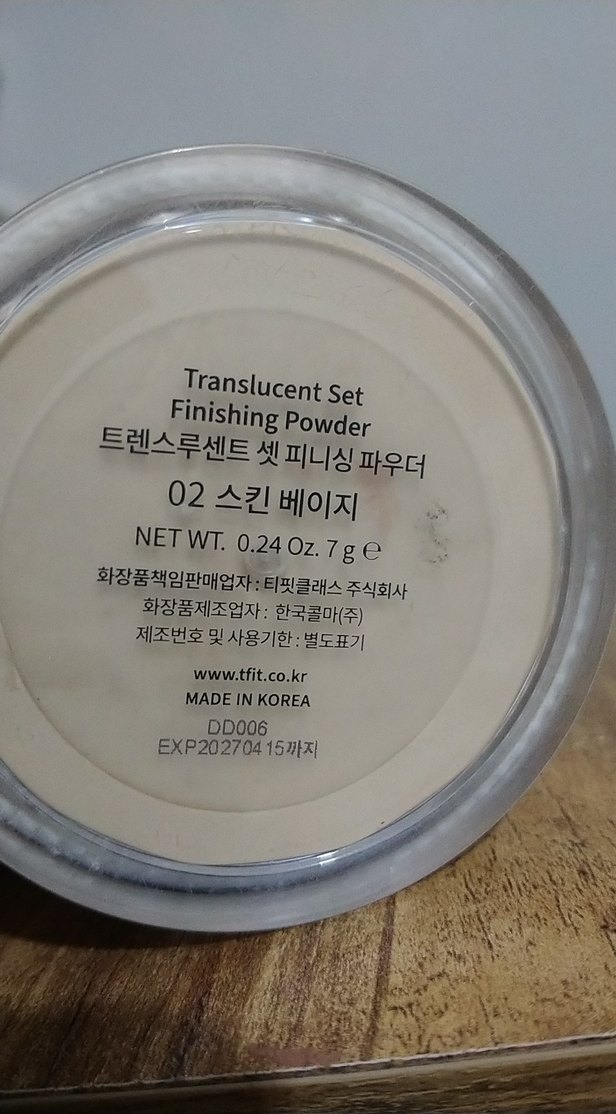 Translucent Set
Finishing Powder
트렌스루센트 셋 피니싱 파우더
02 스킨 베이지
NET WT. 0.24 Oz. 7 g ℮
화장품책임판매업자 : 티핏클래스 주식회사
화장품제조업자 : 한국콜마(주)
제조번호 및 사용기한 : 별도표기
www.tfit.co.kr
MADE IN KOREA
DD006
EXP20270415까지